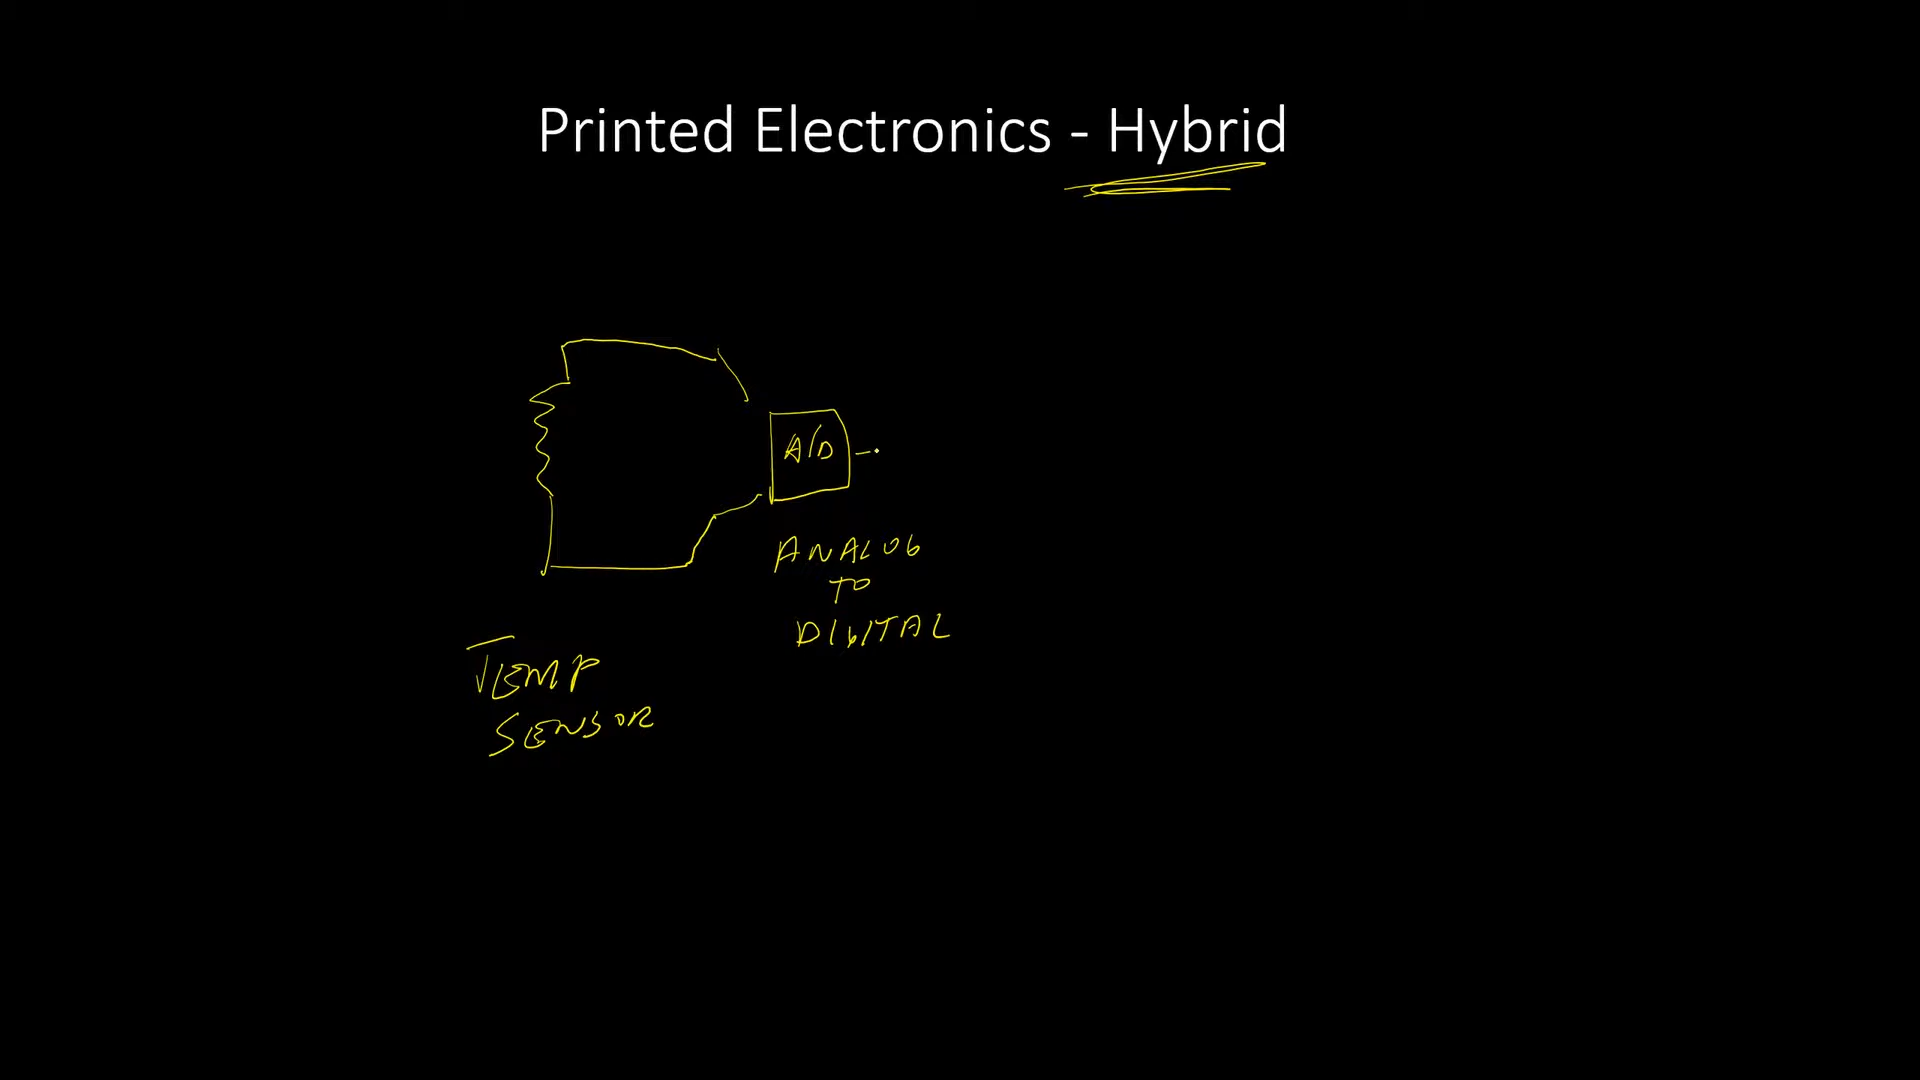 Printed Electronics - Hybrid
A/D
ANALOG
TO
DIGITAL
TEMP
SENSOR